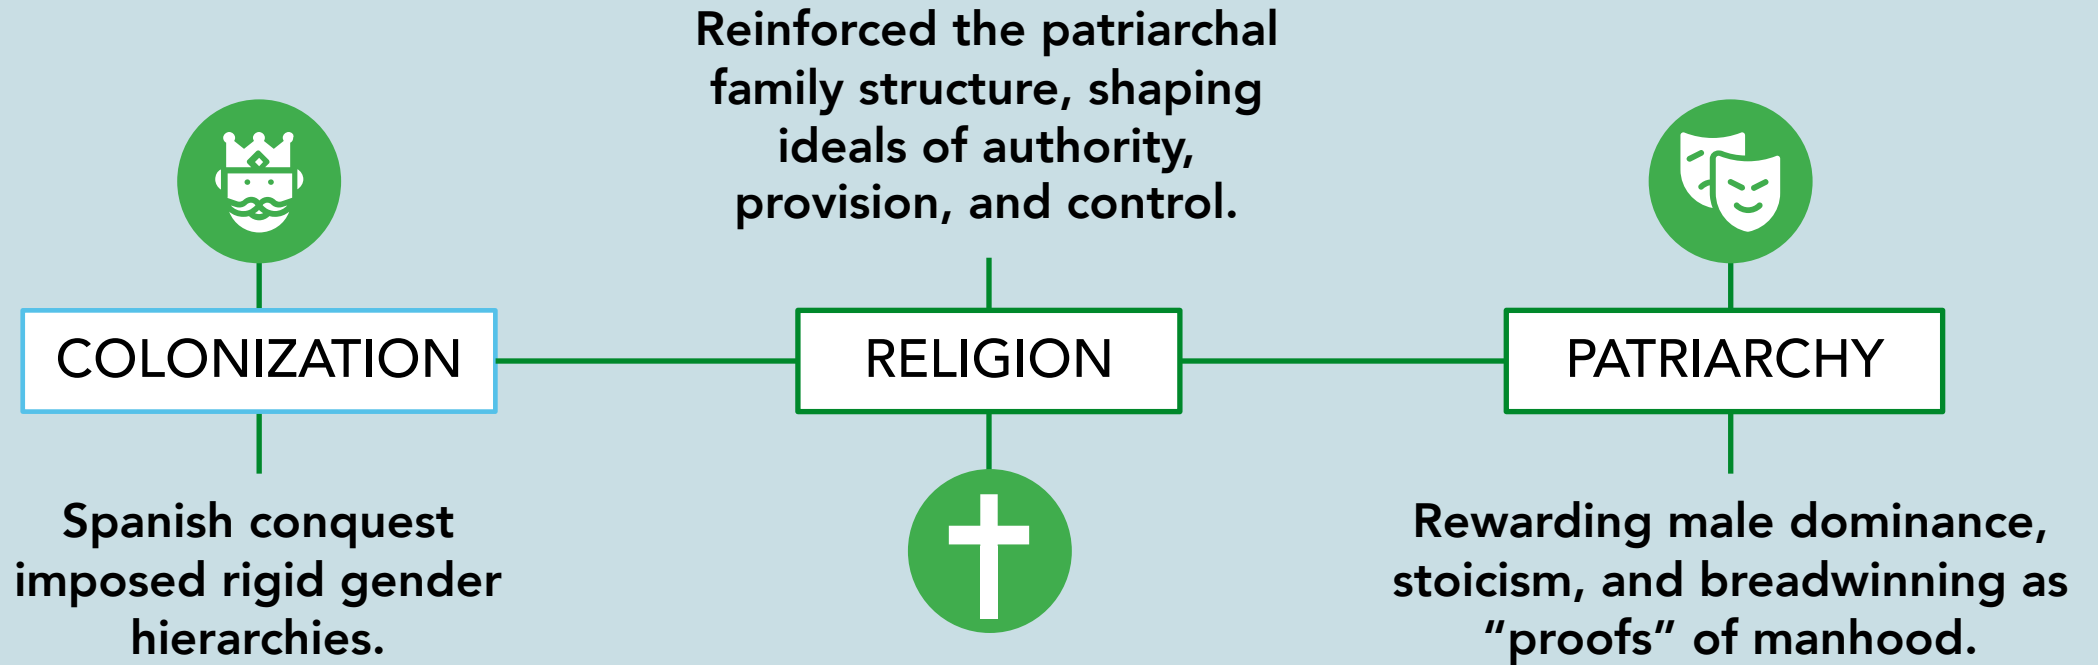 COLONIZATION
Spanish conquest
imposed rigid gender
hierarchies.
Reinforced the patriarchal
family structure, shaping
ideals of authority,
provision, and control.
RELIGION
PATRIARCHY
Rewarding male dominance,
stoicism, and breadwinning as
“proofs” of manhood.